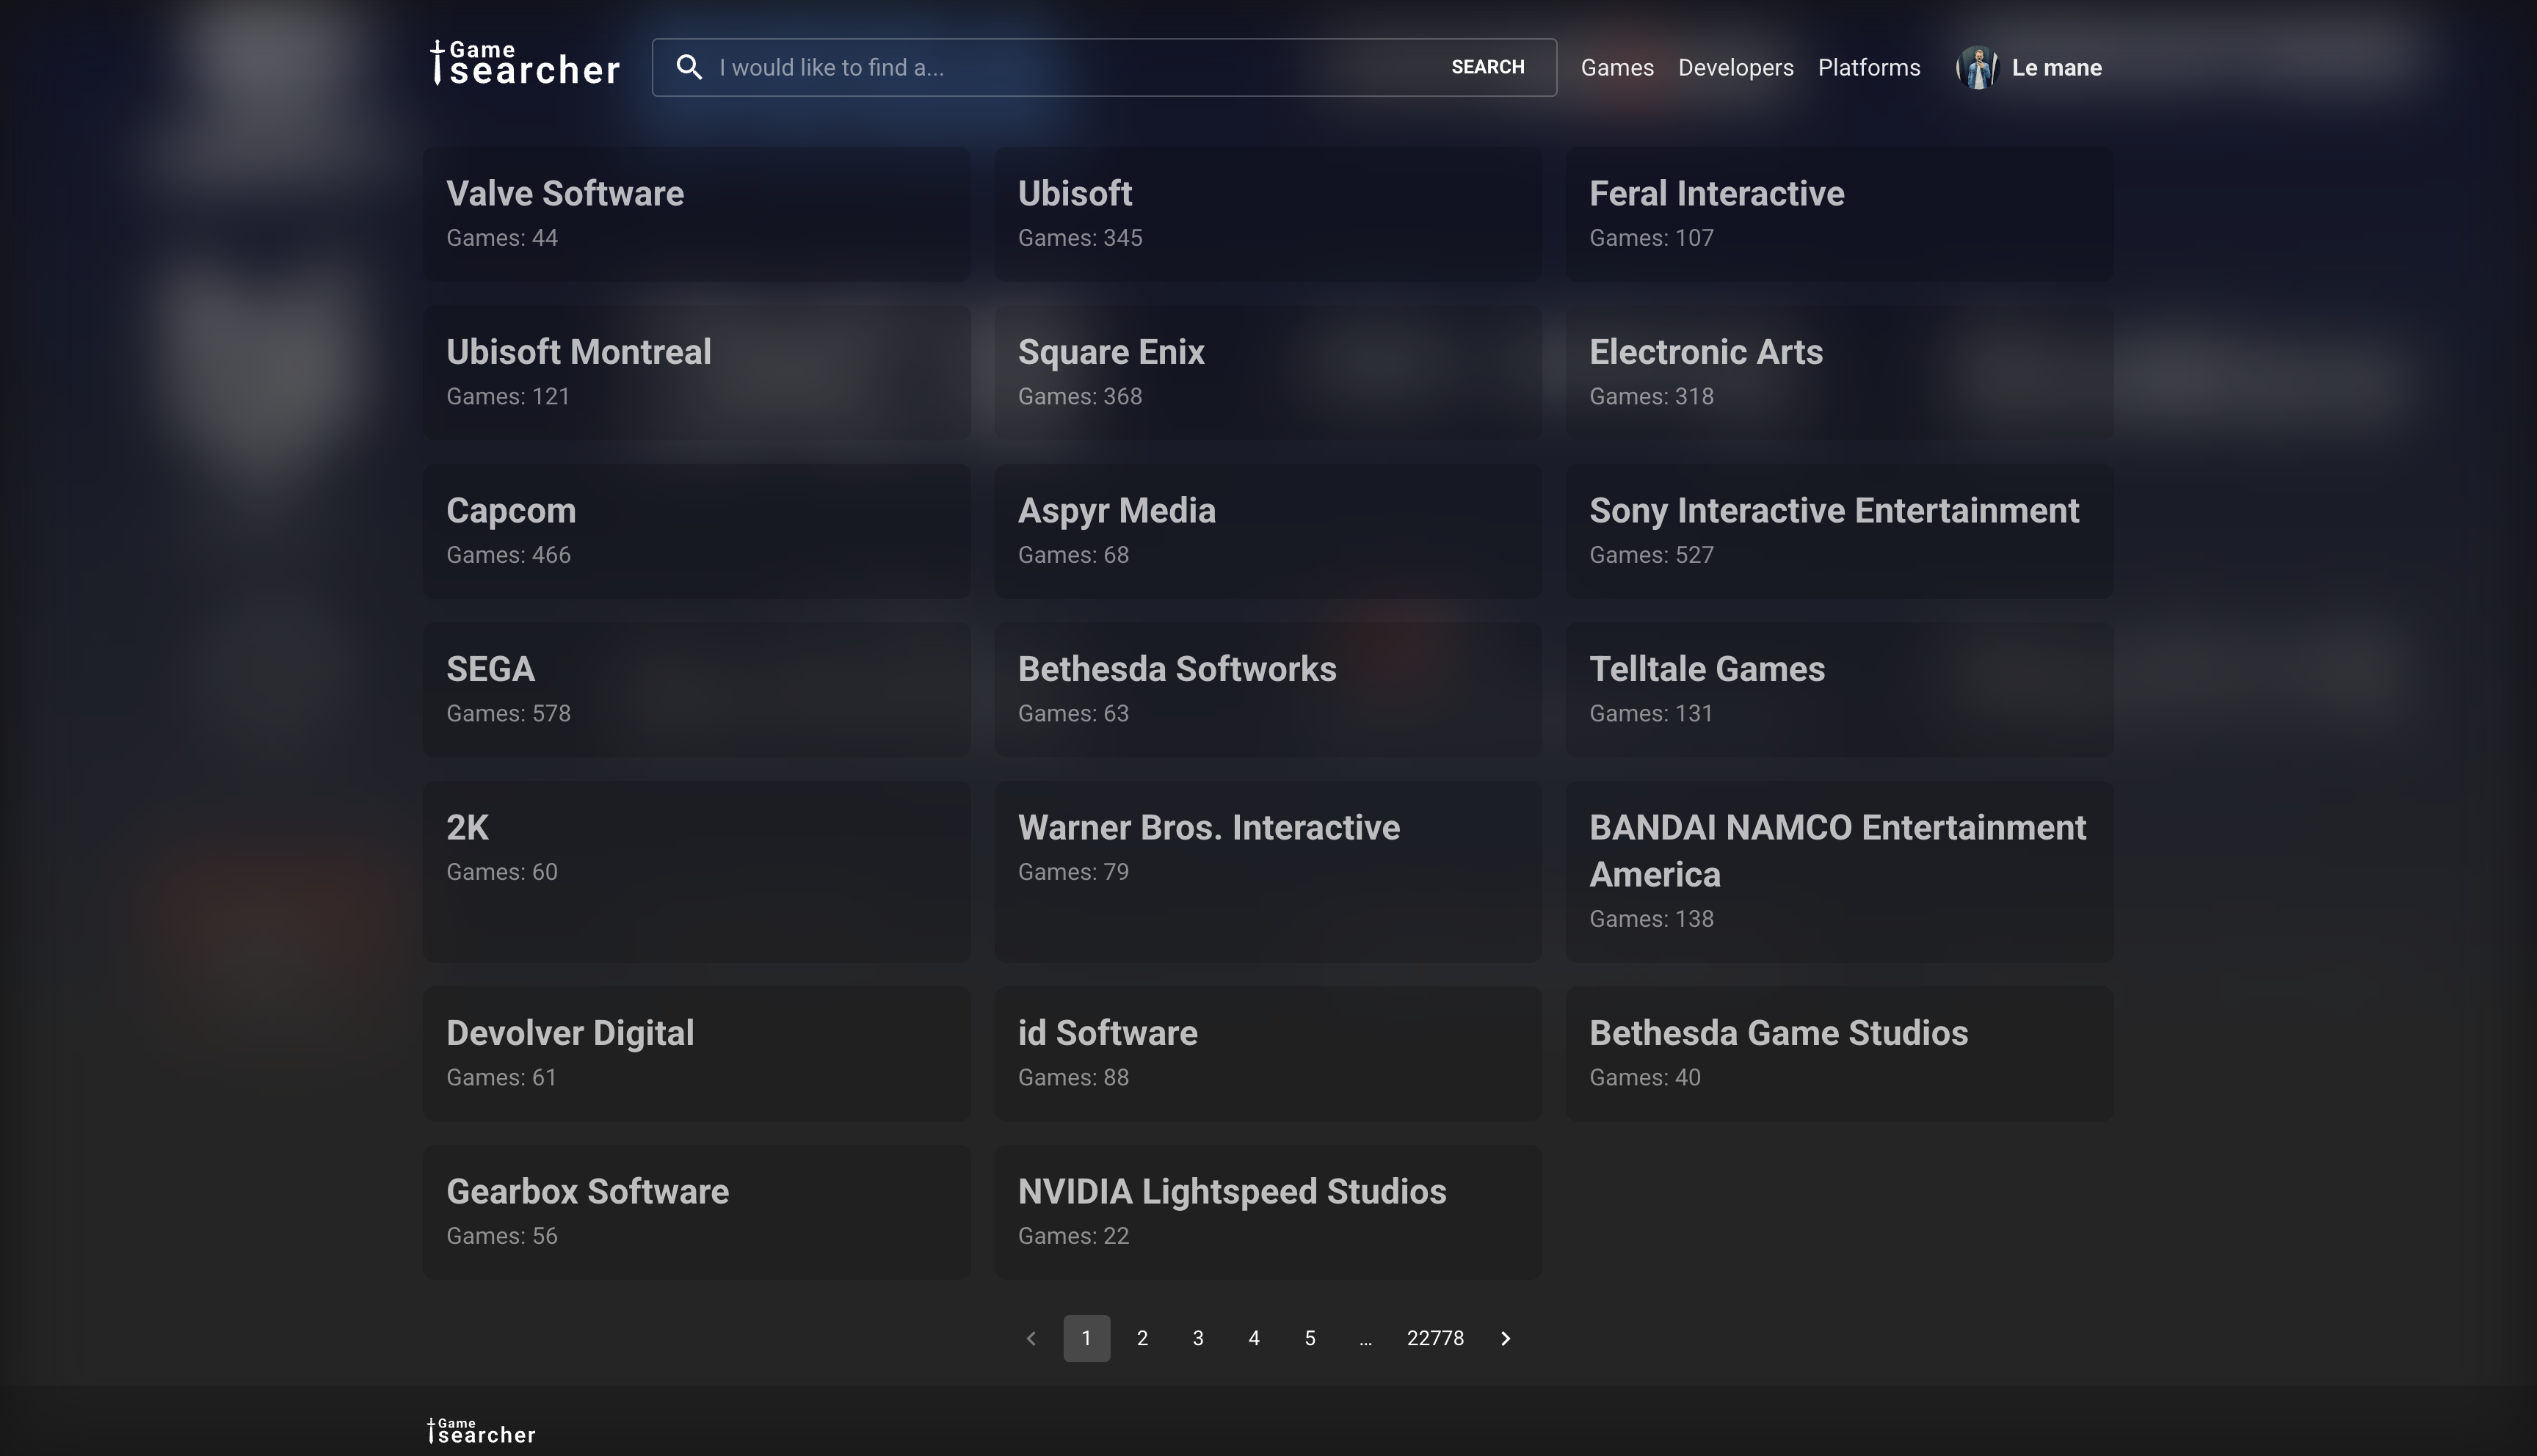 Game
searcher
I would like to find a...
SEARCH
Games
Developers
Platforms
Le mane
Valve Software
Games: 44
Ubisoft
Games: 345
Feral Interactive
Games: 107
Ubisoft Montreal
Games: 121
Square Enix
Games: 368
Electronic Arts
Games: 318
Capcom
Games: 466
Aspyr Media
Games: 68
Sony Interactive Entertainment
Games: 527
SEGA
Games: 578
Bethesda Softworks
Games: 63
Telltale Games
Games: 131
2K
Games: 60
Warner Bros. Interactive
Games: 79
BANDAI NAMCO Entertainment
America
Games: 138
Devolver Digital
Games: 61
id Software
Games: 88
Bethesda Game Studios
Games: 40
Gearbox Software
Games: 56
NVIDIA Lightspeed Studios
Games: 22
1 2 3 4 5 ... 22778
Game
searcher